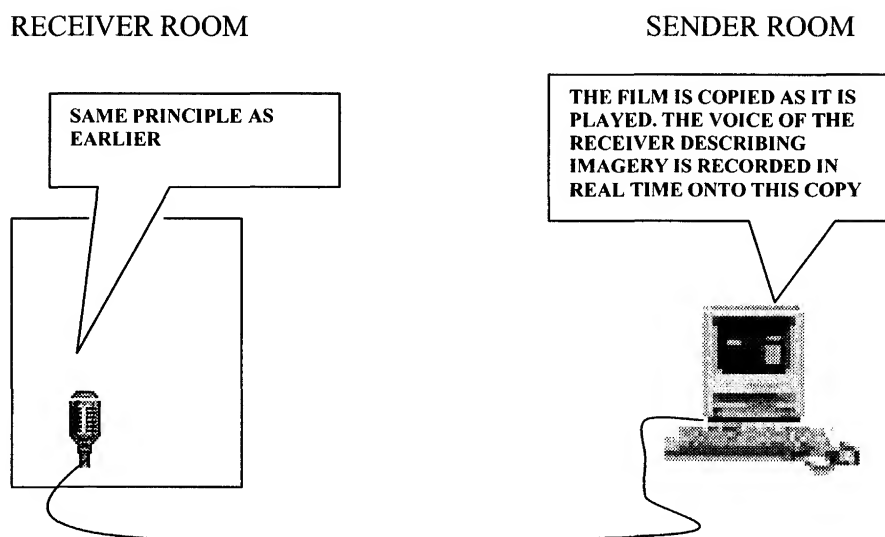 RECEIVER ROOM
SENDER ROOM
SAME PRINCIPLE AS
EARLIER
THE FILM IS COPIED AS IT IS
PLAYED. THE VOICE OF THE
RECEIVER DESCRIBING
IMAGERY IS RECORDED IN
REAL TIME ONTO THIS COPY